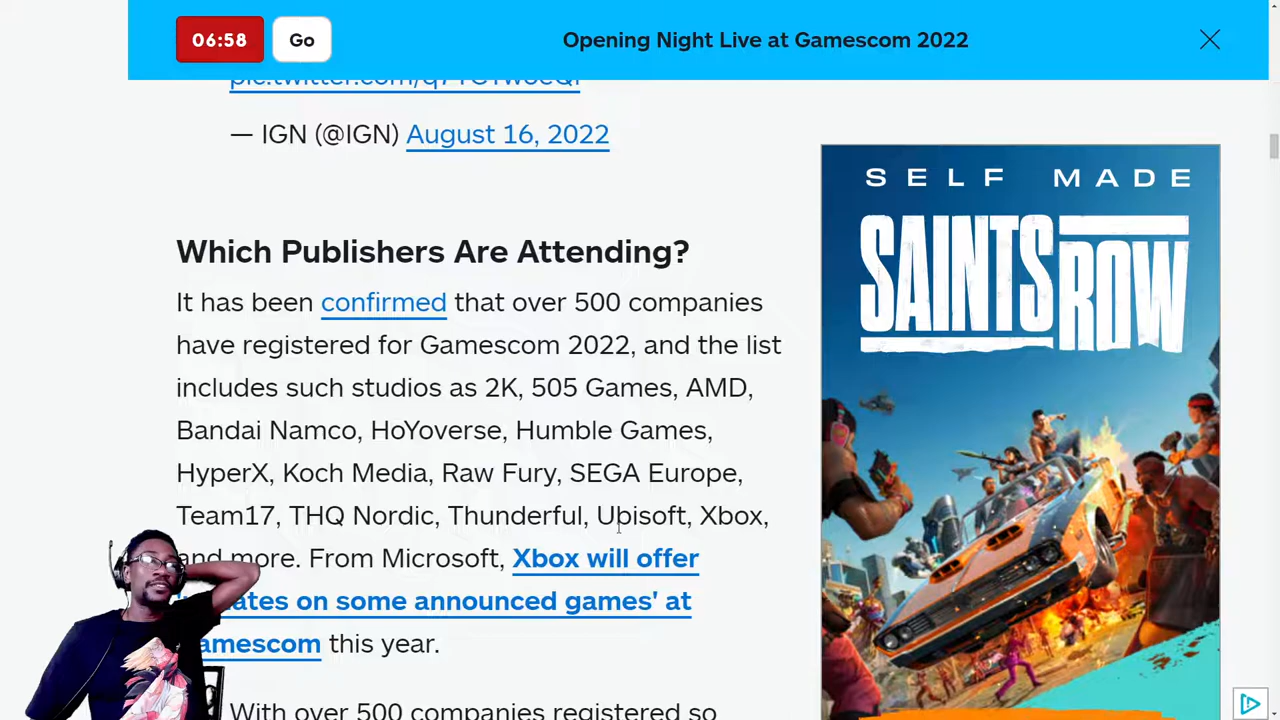 06:58
Go
Opening Night Live at Gamescom 2022
— IGN (@IGN) August 16, 2022
Which Publishers Are Attending?
It has been confirmed that over 500 companies
have registered for Gamescom 2022, and the list
includes such studios as 2K, 505 Games, AMD,
Bandai Namco, HoYoverse, Humble Games,
HyperX, Koch Media, Raw Fury, SEGA Europe,
Team17, THQ Nordic, Thunderful, Ubisoft, Xbox,
and more. From Microsoft, Xbox will offer
on some announced games' at
this year.
With over 500 companies registered so
SELF MADE
SAINTS ROW